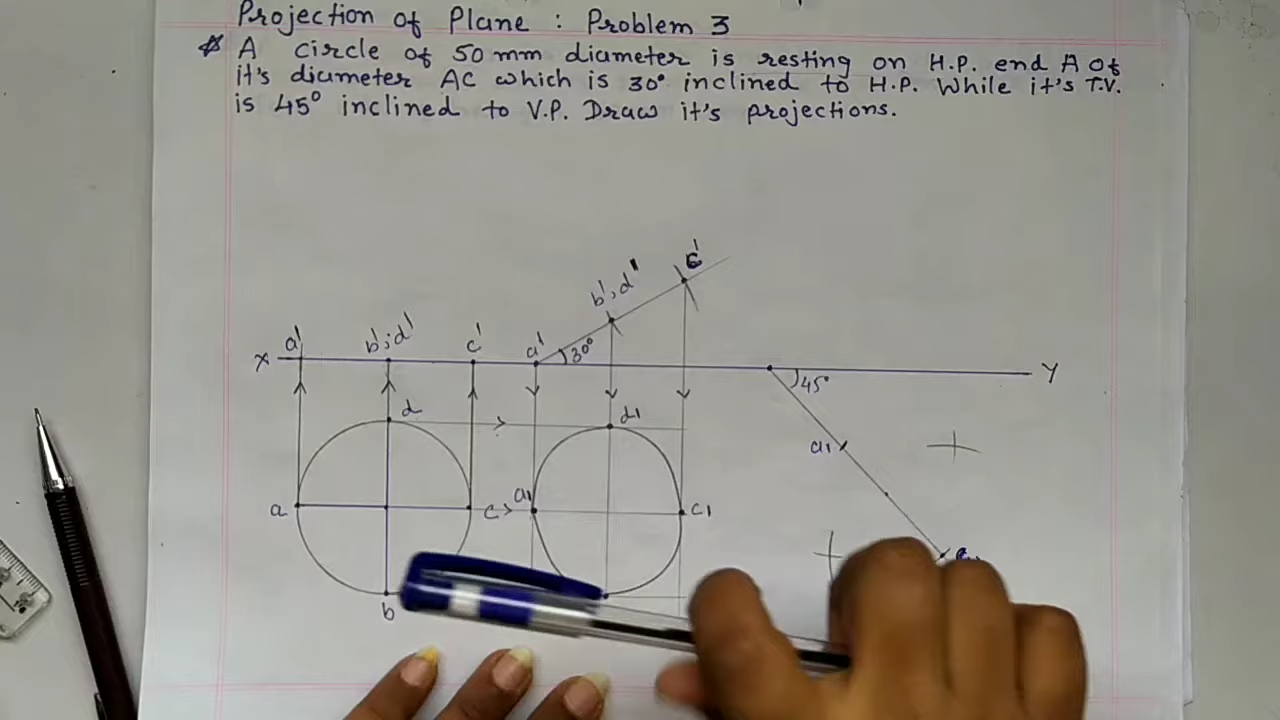 Projection of Plane : Problem 3
A circle of 50 mm diameter is resting on H.P. end A of
it's diameter AC which is 30° inclined to H.P. While it's T.V.
is 45° inclined to V.P. Draw it's projections.
c'
b', d'
a' b', d' c' a' 30°
X Y
45°
d d1
a1
a c a1 c1
b